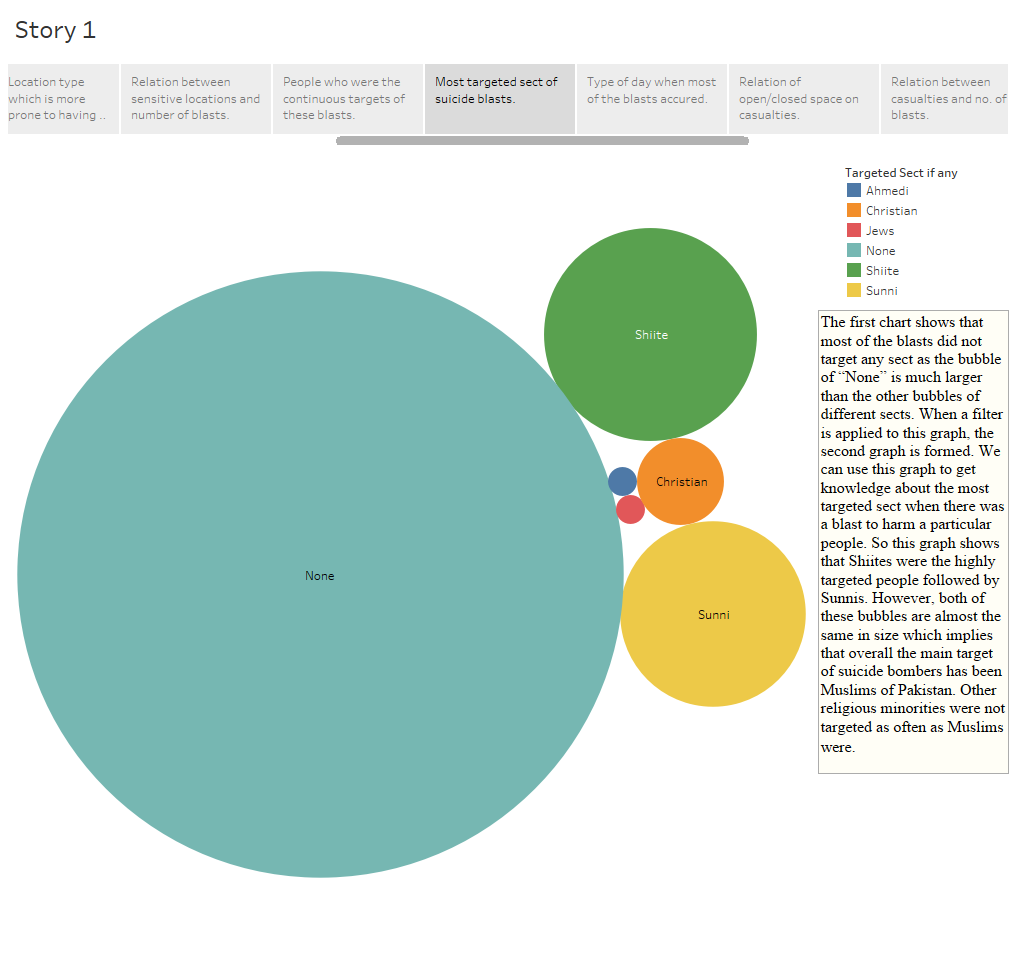 Story 1
Location type
which is more
prone to having ..
Relation between
sensitive locations and
number of blasts.
People who were the
continuous targets of
these blasts.
Most targeted sect of
suicide blasts.
Type of day when most
of the blasts accured.
Relation of
open/closed space on
casualties.
Relation between
casualties and no. of
blasts.
Targeted Sect if any
Ahmedi
Christian
Jews
None
Shiite
Sunni
Shiite
Christian
None
Sunni
The first chart shows that
most of the blasts did not
target any sect as the bubble
of “None” is much larger
than the other bubbles of
different sects. When a filter
is applied to this graph, the
second graph is formed. We
can use this graph to get
knowledge about the most
targeted sect when there was
a blast to harm a particular
people. So this graph shows
that Shiites were the highly
targeted people followed by
Sunnis. However, both of
these bubbles are almost the
same in size which implies
that overall the main target
of suicide bombers has been
Muslims of Pakistan. Other
religious minorities were not
targeted as often as Muslims
were.